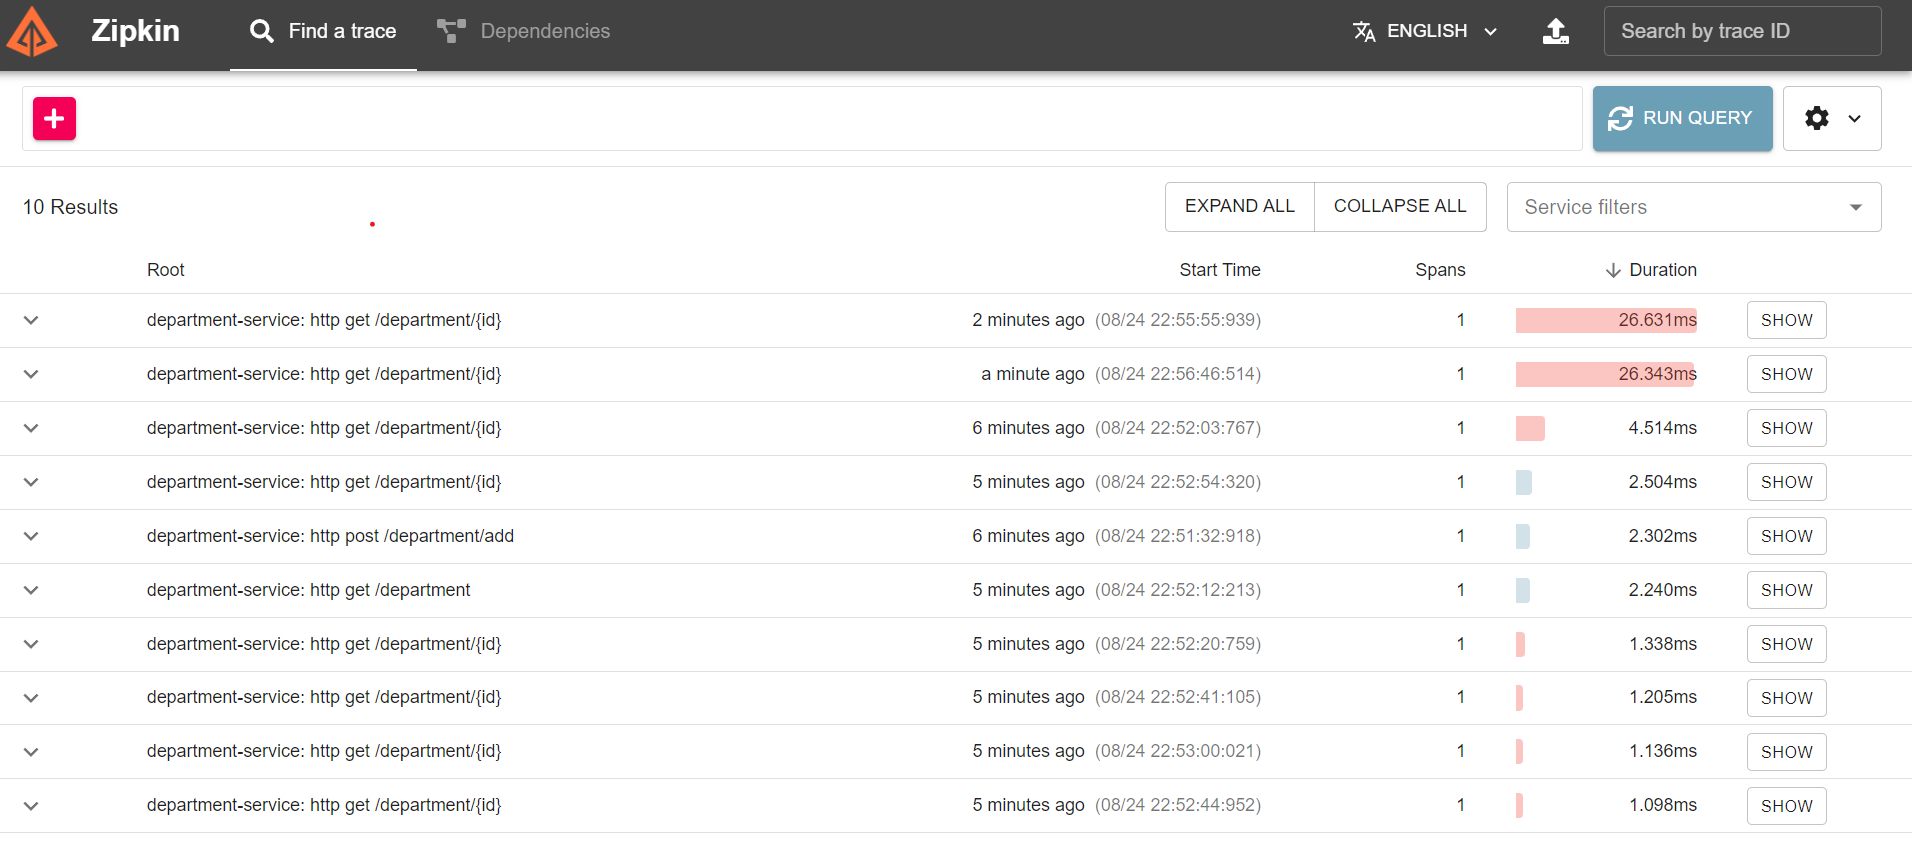 Zipkin Find a trace Dependencies ENGLISH Search by trace ID
RUN QUERY
10 Results EXPAND ALL COLLAPSE ALL Service filters
Root Start Time Spans Duration
department-service: http get /department/{id} 2 minutes ago (08/24 22:55:55:939) 1 26.631ms SHOW
department-service: http get /department/{id} a minute ago (08/24 22:56:46:514) 1 26.343ms SHOW
department-service: http get /department/{id} 6 minutes ago (08/24 22:52:03:767) 1 4.514ms SHOW
department-service: http get /department/{id} 5 minutes ago (08/24 22:52:54:320) 1 2.504ms SHOW
department-service: http post /department/add 6 minutes ago (08/24 22:51:32:918) 1 2.302ms SHOW
department-service: http get /department 5 minutes ago (08/24 22:52:12:213) 1 2.240ms SHOW
department-service: http get /department/{id} 5 minutes ago (08/24 22:52:20:759) 1 1.338ms SHOW
department-service: http get /department/{id} 5 minutes ago (08/24 22:52:41:105) 1 1.205ms SHOW
department-service: http get /department/{id} 5 minutes ago (08/24 22:53:00:021) 1 1.136ms SHOW
department-service: http get /department/{id} 5 minutes ago (08/24 22:52:44:952) 1 1.098ms SHOW